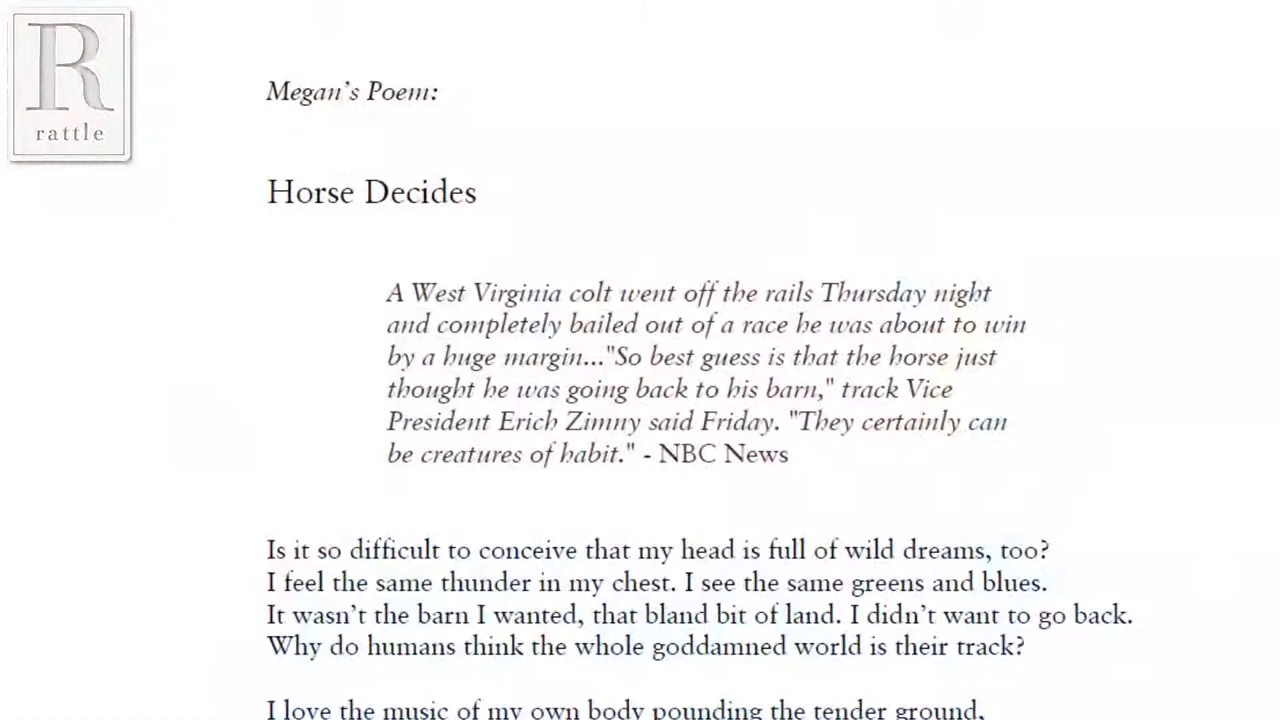 R
rattle
Megan's Poem:
Horse Decides
A West Virginia colt went off the rails Thursday night
and completely bailed out of a race he was about to win
by a huge margin..."So best guess is that the horse just
thought he was going back to his barn," track Vice
President Erich Zimny said Friday. "They certainly can
be creatures of habit." - NBC News
Is it so difficult to conceive that my head is full of wild dreams, too?
I feel the same thunder in my chest. I see the same greens and blues.
It wasn't the barn I wanted, that bland bit of land. I didn't want to go back.
Why do humans think the whole goddamned world is their track?
I love the music of my own body pounding the tender ground,